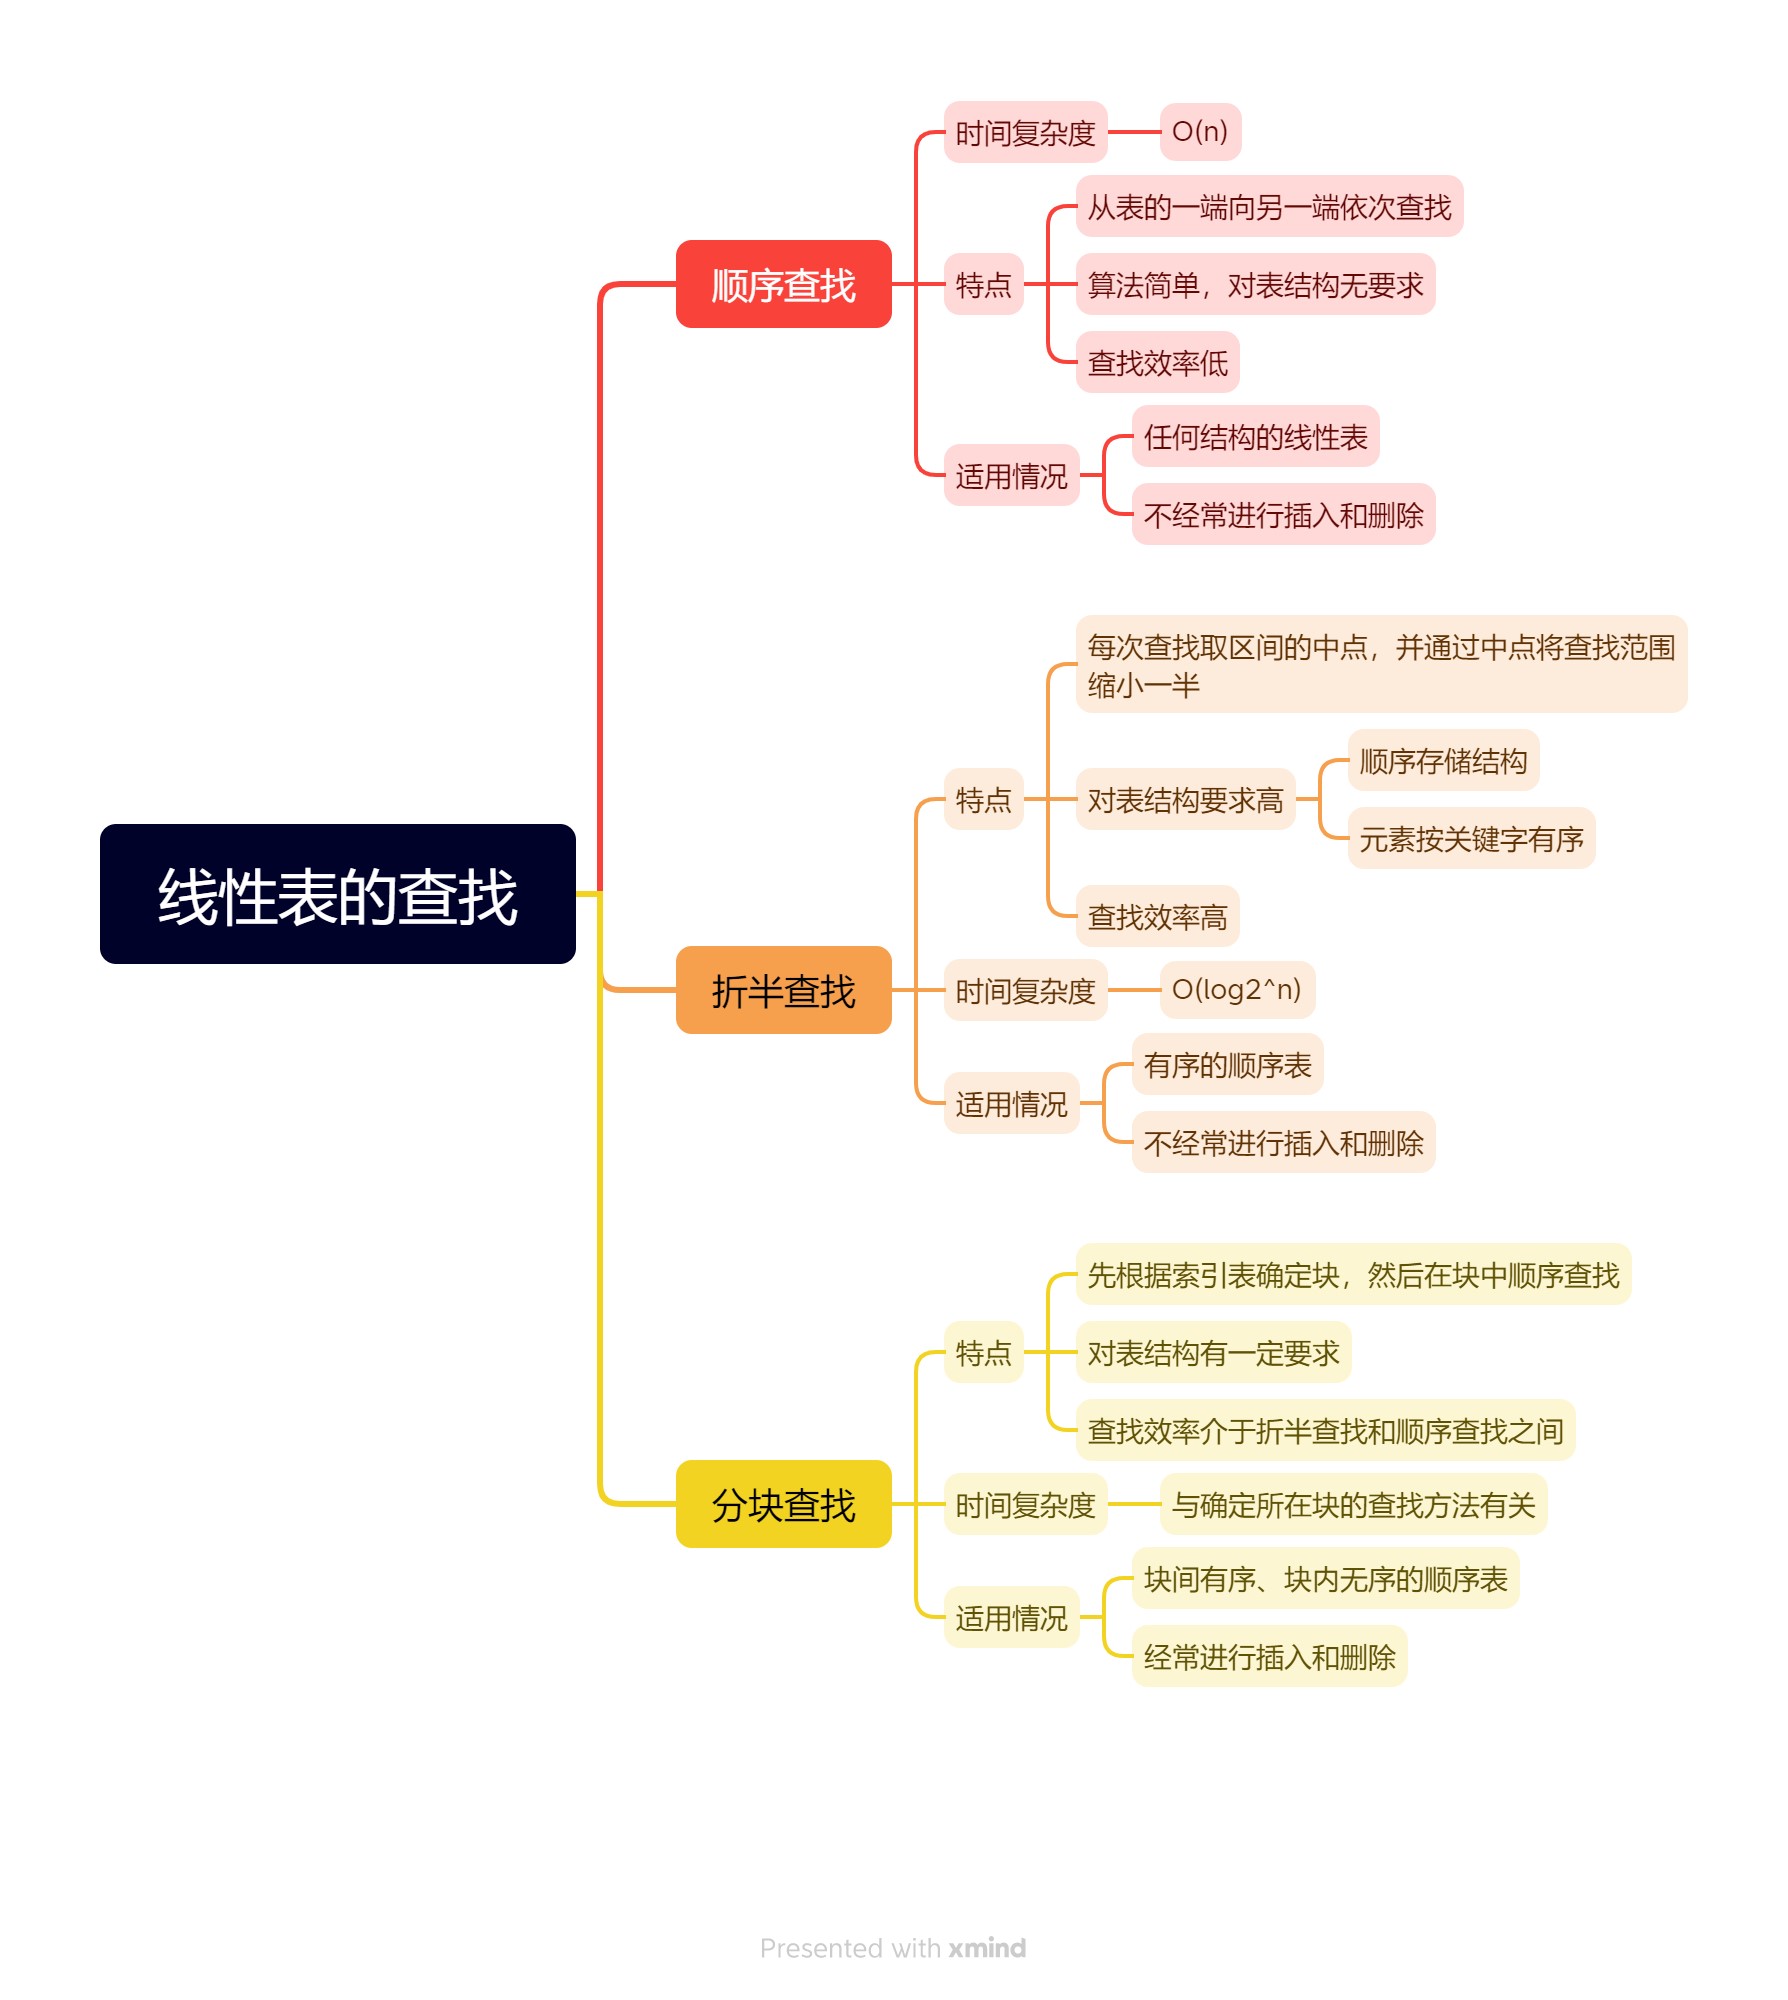 线性表的查找
顺序查找
时间复杂度
O(n)
特点
从表的一端向另一端依次查找
算法简单，对表结构无要求
查找效率低
适用情况
任何结构的线性表
不经常进行插入和删除
折半查找
特点
每次查找取区间的中点，并通过中点将查找范围
缩小一半
对表结构要求高
顺序存储结构
元素按关键字有序
查找效率高
时间复杂度
O(log2^n)
适用情况
有序的顺序表
不经常进行插入和删除
分块查找
特点
先根据索引表确定块，然后在块中顺序查找
对表结构有一定要求
查找效率介于折半查找和顺序查找之间
时间复杂度
与确定所在块的查找方法有关
适用情况
块间有序、块内无序的顺序表
经常进行插入和删除
Presented with xmind